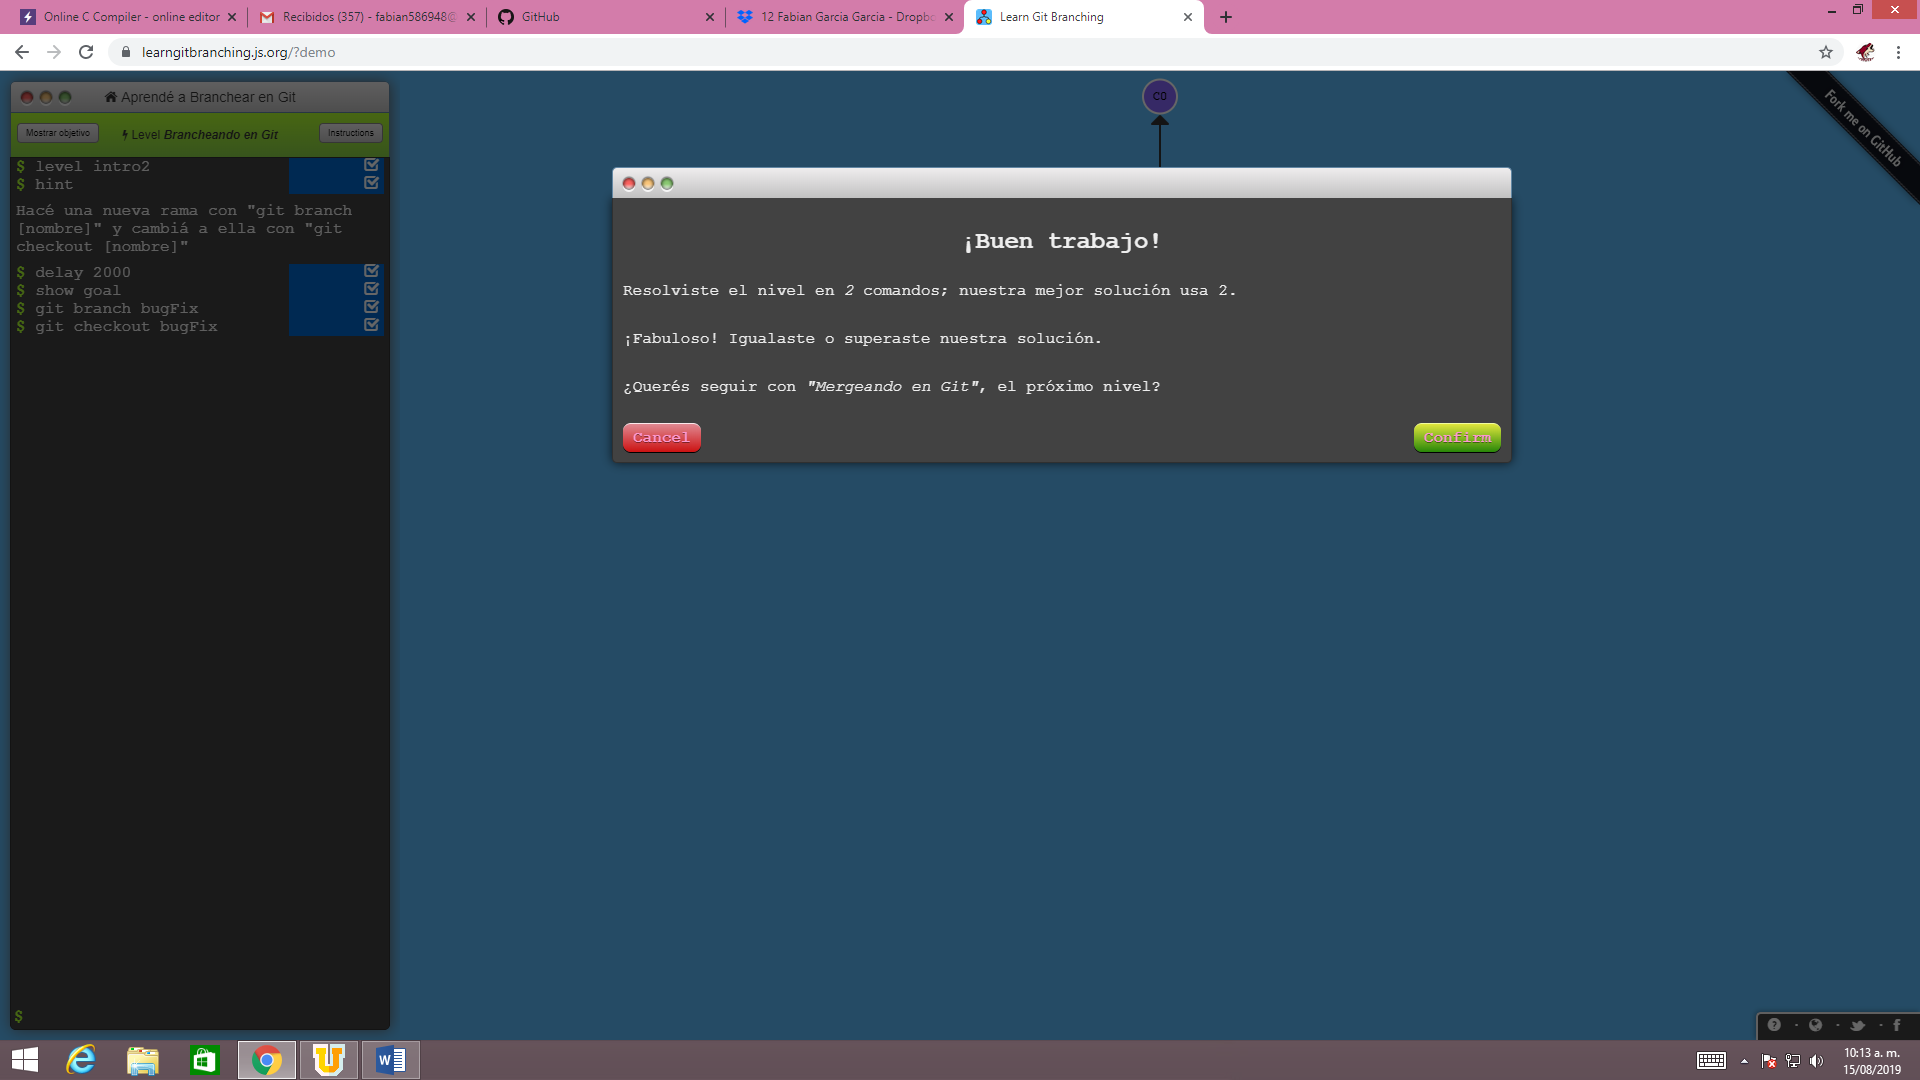 Online C Compiler - online editor
Recibidos (357) - fabian586948@
GitHub
12 Fabian Garcia Garcia - Dropbo
Learn Git Branching
learngitbranching.js.org/?demo
Aprendé a Branchear en Git
Mostrar objetivo
Level Brancheando en Git
Instructions
$ level intro2
$ hint
Hacé una nueva rama con "git branch
[nombre]" y cambiá a ella con "git
checkout [nombre]"
$ delay 2000
$ show goal
$ git branch bugFix
$ git checkout bugFix
$
C0
Fork me on GitHub
¡Buen trabajo!
Resolviste el nivel en 2 comandos; nuestra mejor solución usa 2.
¡Fabuloso! Igualaste o superaste nuestra solución.
¿Querés seguir con "Mergeando en Git", el próximo nivel?
Cancel
Confirm
10:13 a. m.
15/08/2019